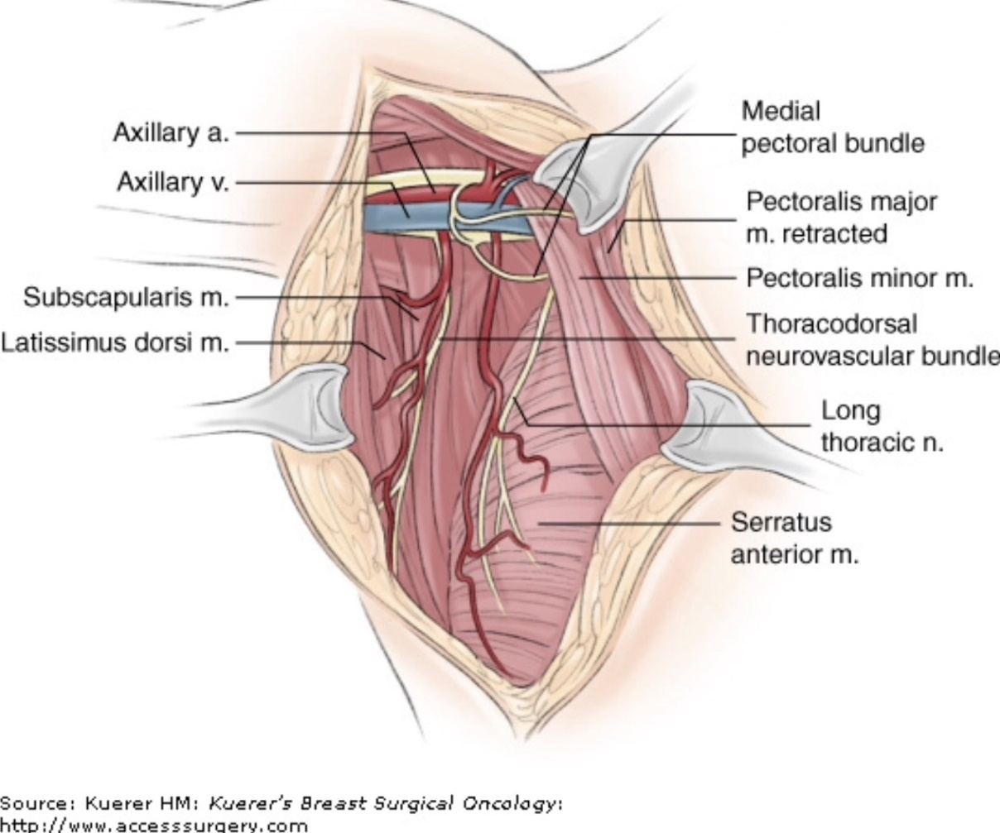 Axillary a.
Axillary v.
Subscapularis m.
Latissimus dorsi m.
Medial
pectoral bundle
Pectoralis major
m. retracted
Pectoralis minor m.
Thoracodorsal
neurovascular bundle
Long
thoracic n.
Serratus
anterior m.
Source: Kuerer HM: Kuerer's Breast Surgical Oncology:
http://www.accesssurgery.com